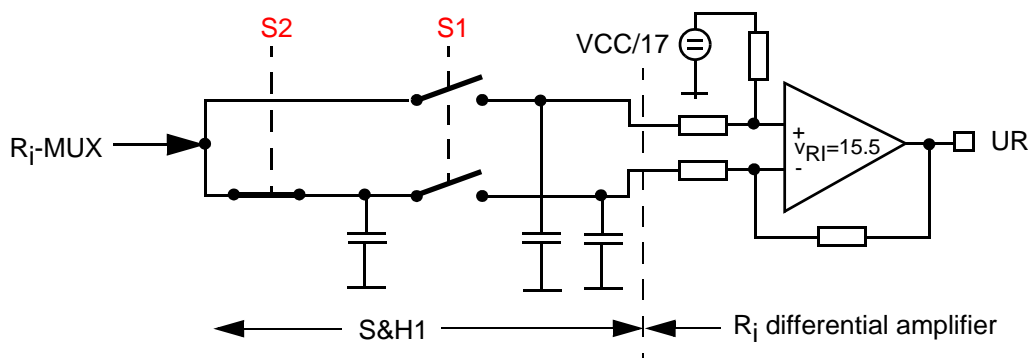 S2
S1
VCC/17
Ri-MUX
+
vRI=15.5
-
UR
S&H1
Ri differential amplifier